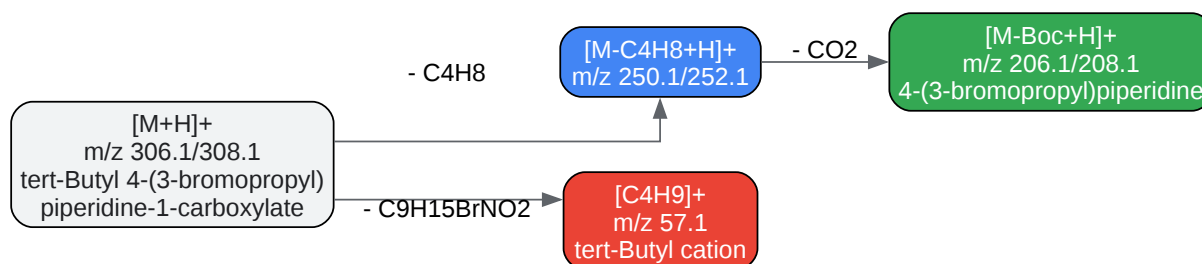 [M+H]+
m/z 306.1/308.1
tert-Butyl 4-(3-bromopropyl)
piperidine-1-carboxylate
- C4H8
[M-C4H8+H]+
m/z 250.1/252.1
- CO2
[M-Boc+H]+
m/z 206.1/208.1
4-(3-bromopropyl)piperidine
- C9H15BrNO2
[C4H9]+
m/z 57.1
tert-Butyl cation